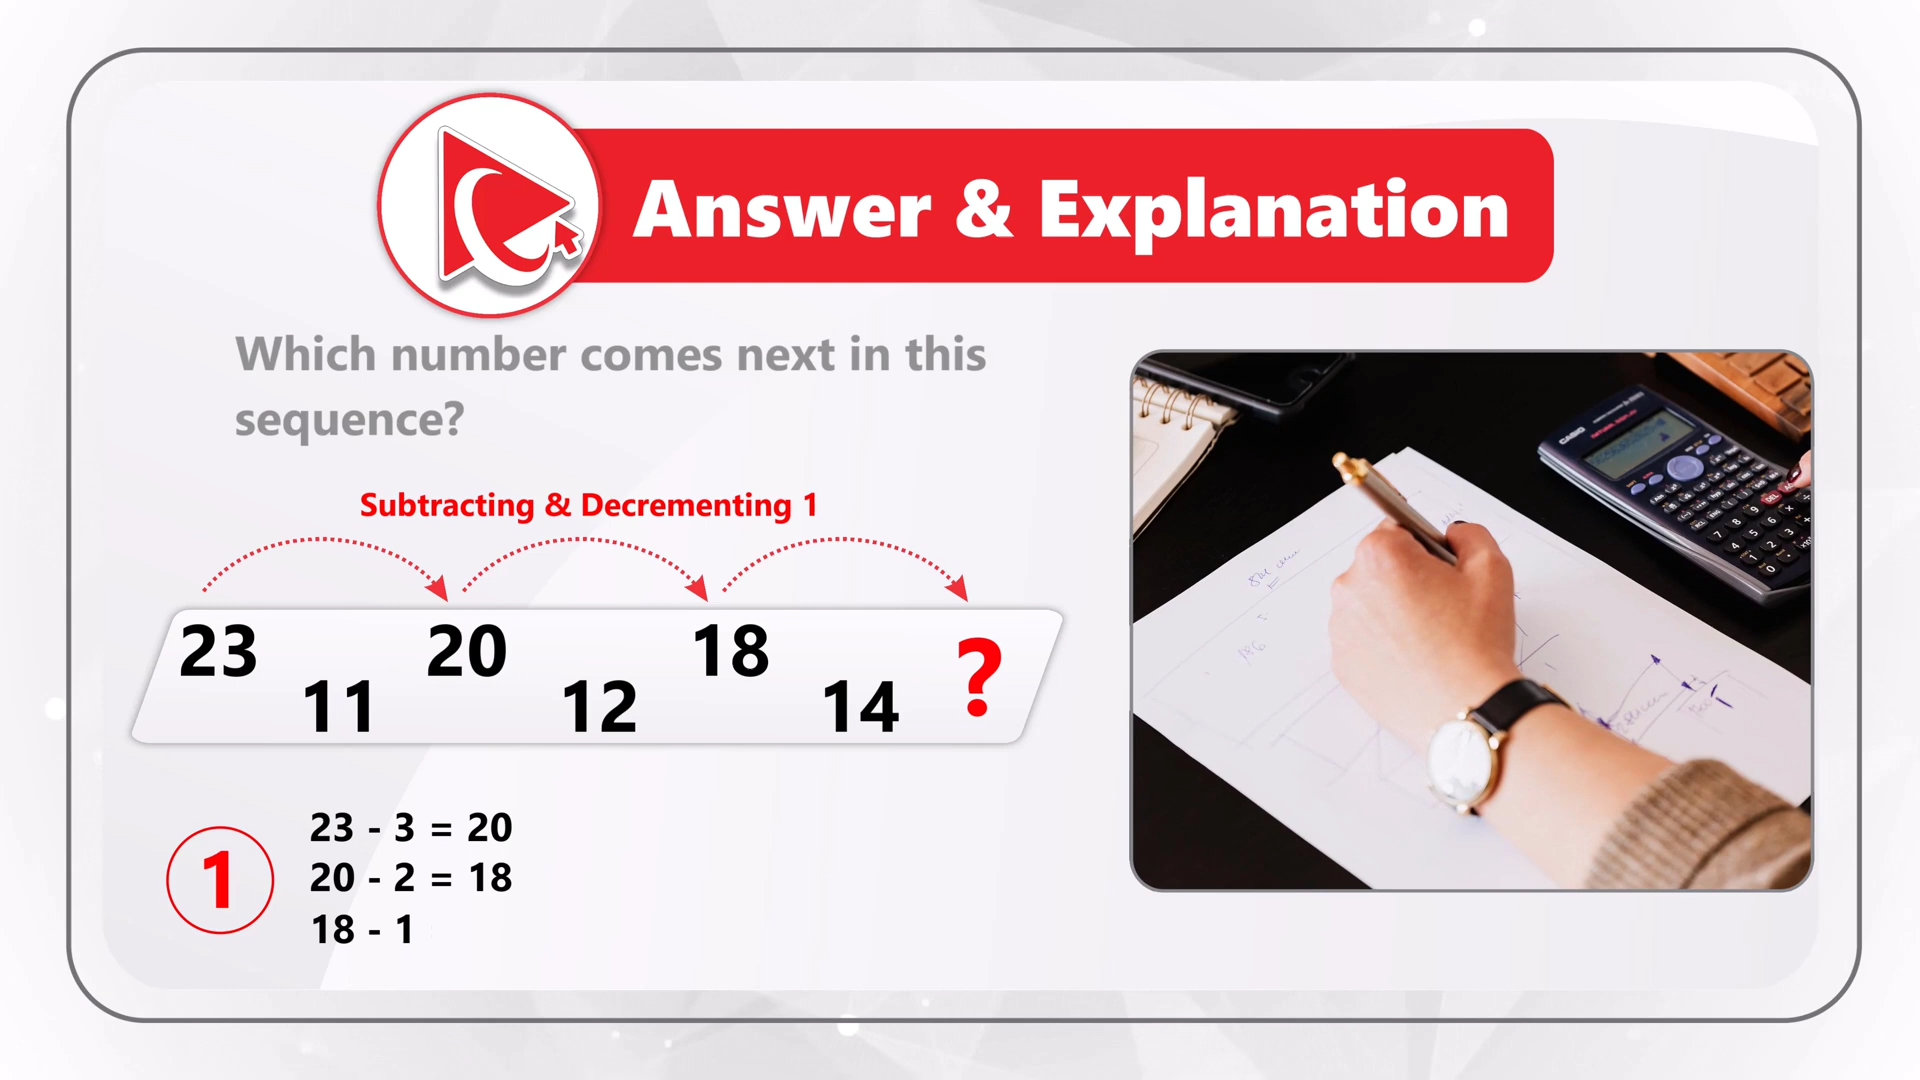 Answer & Explanation
Which number comes next in this
sequence?
Subtracting & Decrementing 1
23 20 18 ?
11 12 14
1
23 - 3 = 20
20 - 2 = 18
18 - 1
CASIO